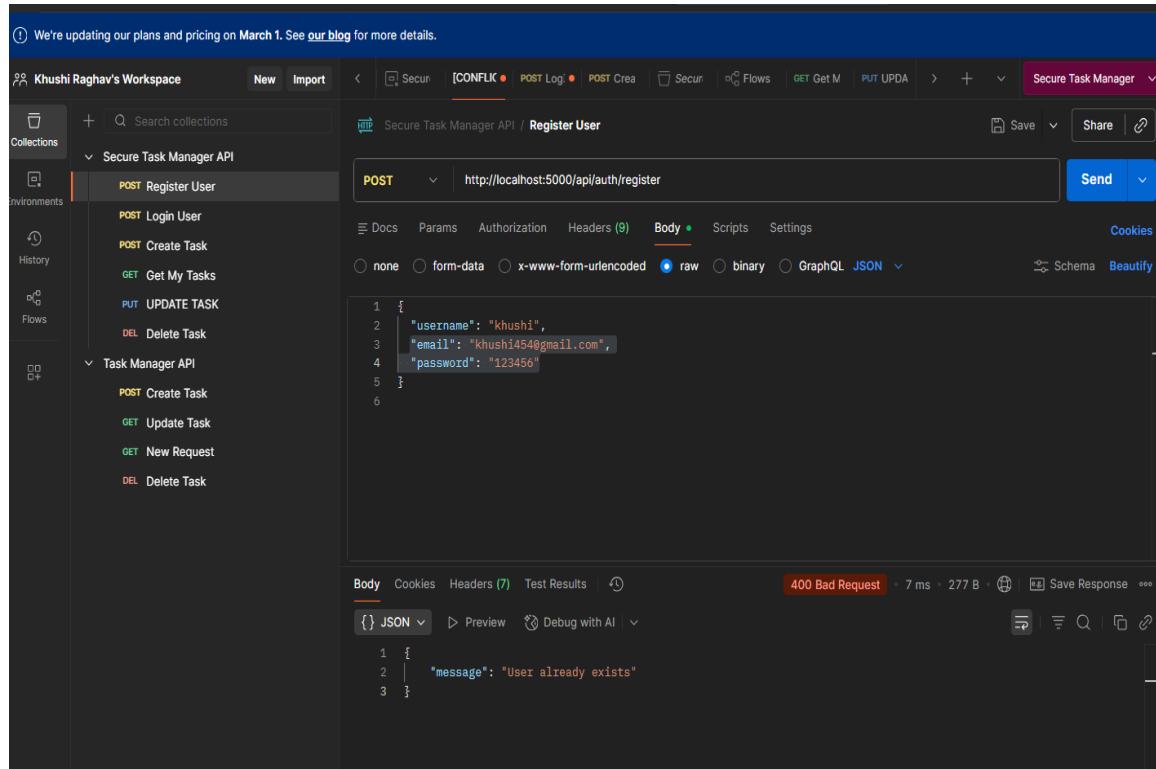 We're updating our plans and pricing on March 1. See our blog for more details.
Khushi Raghav's Workspace New Import
Secur [CONFLIC POST Log POST Crea Secur Flows GET Get M PUT UPDA Secure Task Manager
Collections
Environments
History
Flows
Search collections
Secure Task Manager API
POST Register User
POST Login User
POST Create Task
GET Get My Tasks
PUT UPDATE TASK
DEL Delete Task
Task Manager API
POST Create Task
GET Update Task
GET New Request
DEL Delete Task
HTTP Secure Task Manager API / Register User Save Share
POST http://localhost:5000/api/auth/register Send
Docs Params Authorization Headers (9) Body Scripts Settings Cookies
none form-data x-www-form-urlencoded raw binary GraphQL JSON Schema Beautify
1 {
2 "username": "khushi",
3 "email": "khushi454@gmail.com",
4 "password": "123456"
5 }
6
Body Cookies Headers (7) Test Results 400 Bad Request 7 ms 277 B Save Response
{} JSON Preview Debug with AI
1 {
2 "message": "User already exists"
3 }